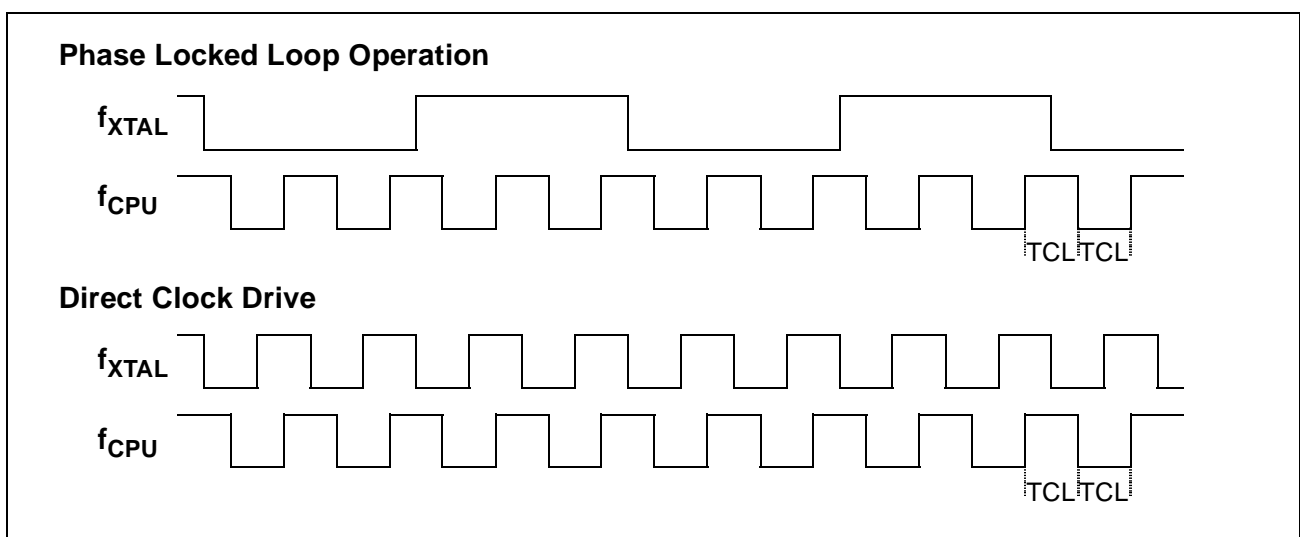 Phase Locked Loop Operation
fXTAL
fCPU
TCL TCL
Direct Clock Drive
fXTAL
fCPU
TCL TCL